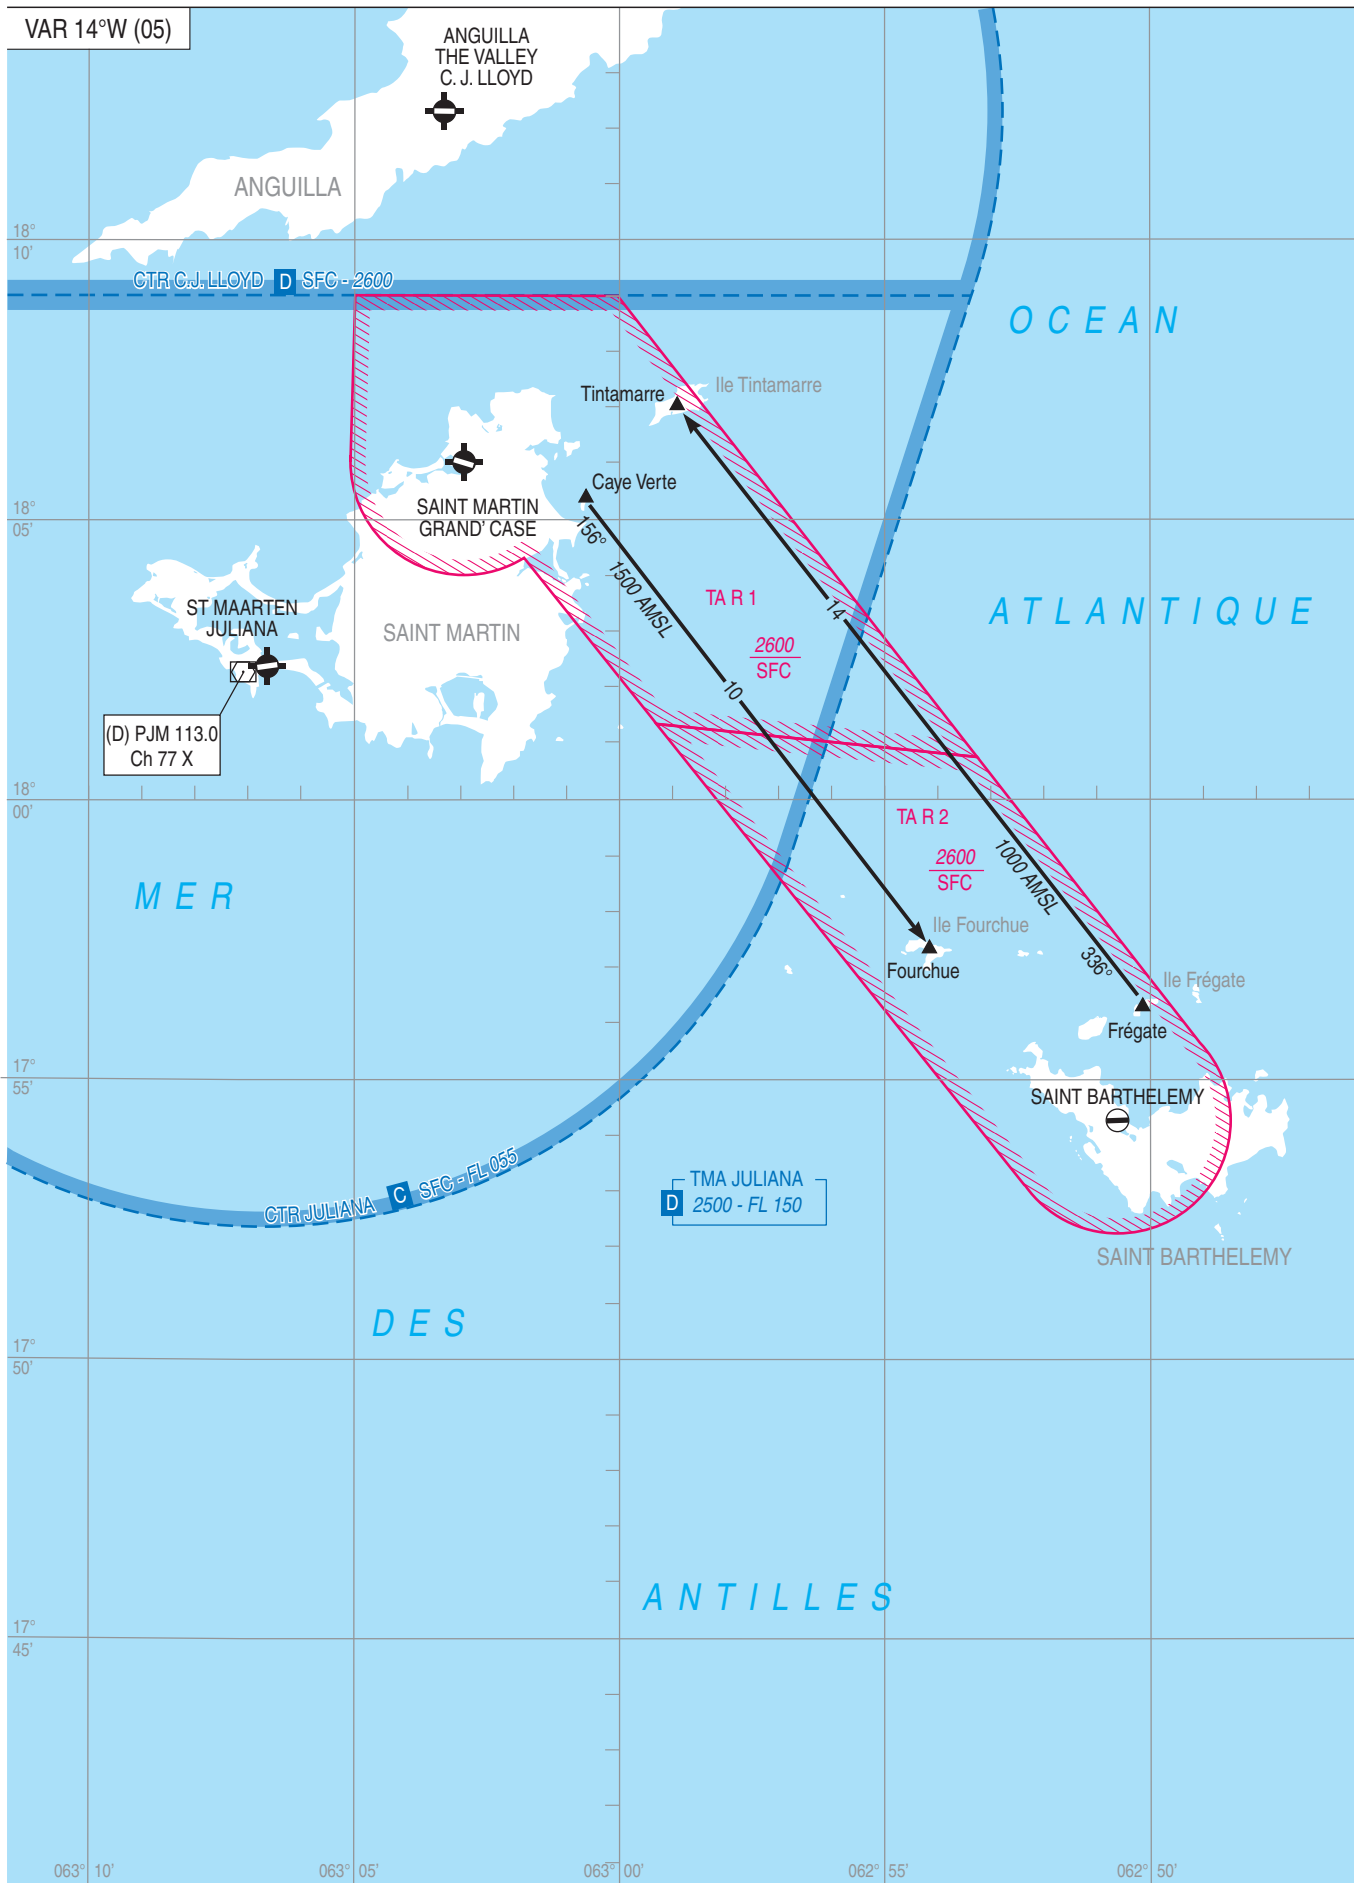 VAR 14°W (05)
ANGUILLA
THE VALLEY
C. J. LLOYD
ANGUILLA
18°
10'
CTR C.J. LLOYD D SFC - 2600
OCEAN
Ile Tintamarre
Tintamarre
Caye Verte
SAINT MARTIN
GRAND' CASE
18°
05'
156°
1500 AMSL
10
TA R 1
2600
SFC
14
ATLANTIQUE
ST MAARTEN
JULIANA
SAINT MARTIN
(D) PJM 113.0
Ch 77 X
18°
00'
TA R 2
2600
SFC
1000 AMSL
336°
MER
Ile Fourchue
Fourchue
Ile Frégate
Frégate
17°
55'
SAINT BARTHELEMY
CTR JULIANA C SFC - FL 055
TMA JULIANA
D 2500 - FL 150
SAINT BARTHELEMY
DES
17°
50'
ANTILLES
17°
45'
063° 10'
063° 05'
063° 00'
062° 55'
062° 50'